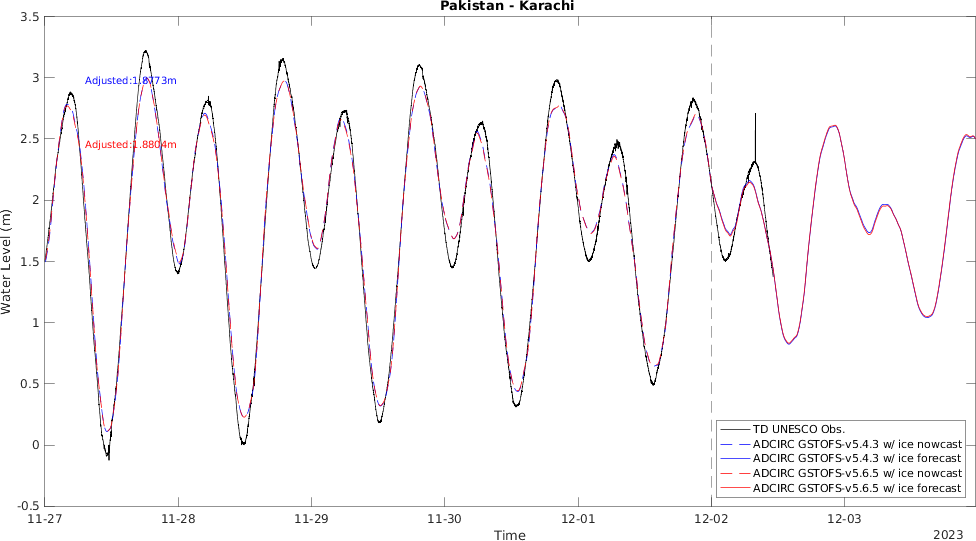 Pakistan - Karachi
3.5
3
2.5
2
1.5
1
0.5
0
-0.5
Water Level (m)
Adjusted:1.8773m
Adjusted:1.8804m
TD UNESCO Obs.
ADCIRC GSTOFS-v5.4.3 w/ ice nowcast
ADCIRC GSTOFS-v5.4.3 w/ ice forecast
ADCIRC GSTOFS-v5.6.5 w/ ice nowcast
ADCIRC GSTOFS-v5.6.5 w/ ice forecast
11-27 11-28 11-29 11-30 12-01 12-02 12-03
Time
2023